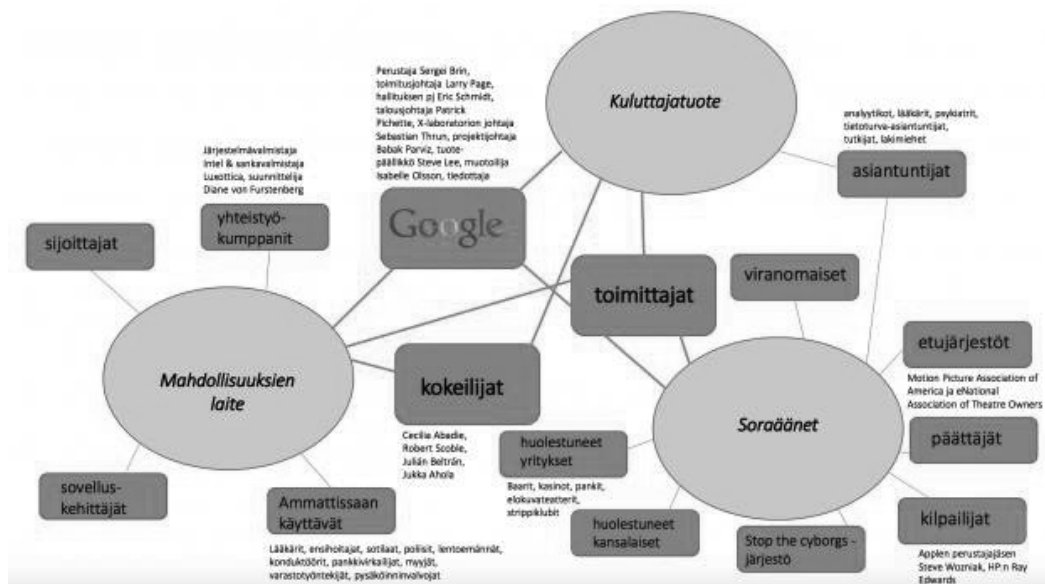 Perustaja Sergei Brin,
toimitusjohtaja Larry Page,
hallituksen pj Eric Schmidt,
talousjohtaja Patrick
Pichette, X-laboratorion johtaja
Sebastian Thrun, projektijohtaja
Babak Parviz, tuote-
päällikkö Steve Lee, muotoilija
Isabelle Olsson, tiedottaja
Google
Kuluttajatuote
analyytikot, lääkärit, psykiatrit,
tietoturva-asiantuntijat,
tutkijat, lakimiehet
asiantuntijat
Järjestelmävalmistaja
Intel & sankavalmistaja
Luxottica, suunnittelija
Diane von Furstenberg
yhteistyö-
kumppanit
sijoittajat
toimittajat
viranomaiset
Mahdollisuuksien
laite
kokeilijat
Cecilia Abadie,
Robert Scoble,
Julián Beltrán,
Jukka Ahola
etujärjestöt
Motion Picture Association of
America ja eNational
Association of Theatre Owners
Soraäänet
päättäjät
huolestuneet
yritykset
Baarit, kasinot, pankit,
elokuvateatterit,
strippiklubit
sovellus-
kehittäjät
Ammattissaan
käyttävät
Lääkärit, ensihoitajat, sotilaat, poliisit, lentoemännät,
konduktöörit, pankkivirkailijat, myyjät,
varastotyöntekijät, pysäköinninvalvojat
huolestuneet
kansalaiset
Stop the cyborgs -
järjestö
kilpailijat
Applen perustajajäsen
Steve Wozniak, HP:n Ray
Edwards